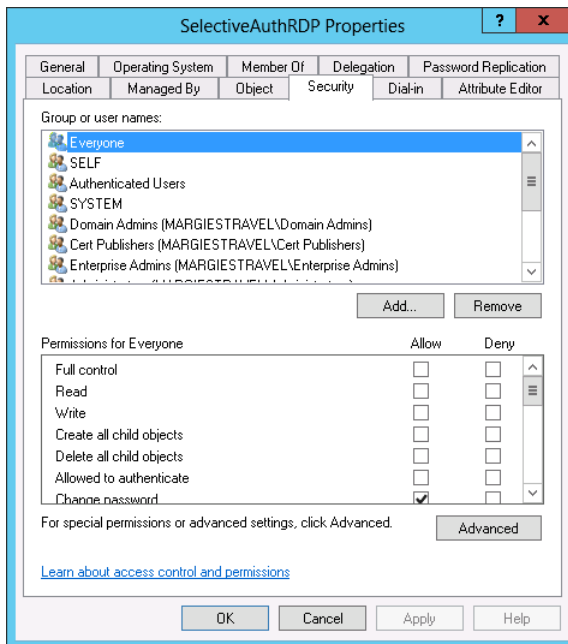 SelectiveAuthRDP Properties
? x
General Operating System Member Of Delegation Password Replication
Location Managed By Object Security Dial-in Attribute Editor
Group or user names:
Everyone
SELF
Authenticated Users
SYSTEM
Domain Admins (MARGIESTRAVEL\Domain Admins)
Cert Publishers (MARGIESTRAVEL\Cert Publishers)
Enterprise Admins (MARGIESTRAVEL\Enterprise Admins)
Add... Remove
Permissions for Everyone Allow Deny
Full control
Read
Write
Create all child objects
Delete all child objects
Allowed to authenticate
Change password
For special permissions or advanced settings, click Advanced. Advanced
Learn about access control and permissions
OK Cancel Apply Help